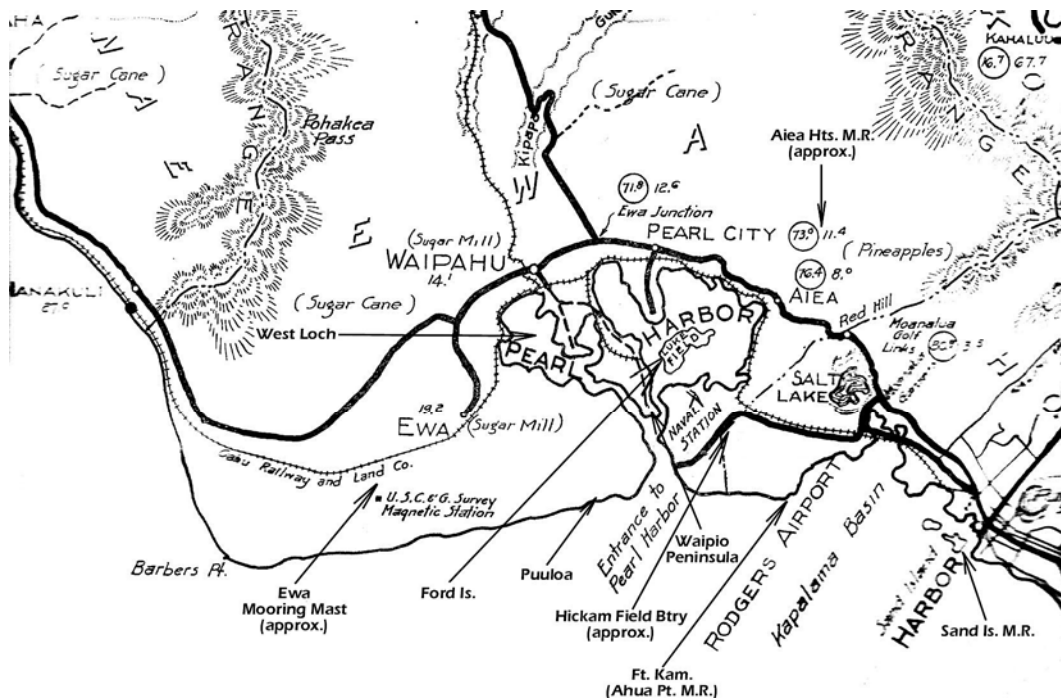 (Sugar Cane)
Pohakea
Pass
RANGE
Kipapa
(Sugar Cane)
A
W
E
RANGE
KAHALUU
16.7 67.7
Aiea Hts. M.R.
(approx.)
71.8 12.6
Ewa Junction
PEARL CITY
73.0 11.4
(Pineapples)
76.4 8.0
AIEA
(Sugar Mill)
WAIPAHU
14.1
(Sugar Cane)
ANAKULI
West Loch
PEARL
HARBOR
LUKE
FIELD
Red Hill
Moanalua
Golf
Links
SALT
LAKE
NAVAL
STATION
19.2
EWA
(Sugar Mill)
Oahu Railway and Land Co.
U.S.C.&G. Survey
Magnetic Station
Barbers Pt.
Ewa
Mooring Mast
(approx.)
Ford Is.
Puuloa
Entrance to
Pearl Harbor
Waipio
Peninsula
Hickam Field Btry
(approx.)
RODGERS AIRPORT
Kapalama Basin
Sand Island
HARBOR
Sand Is. M.R.
Ft. Kam.
(Ahua Pt. M.R.)